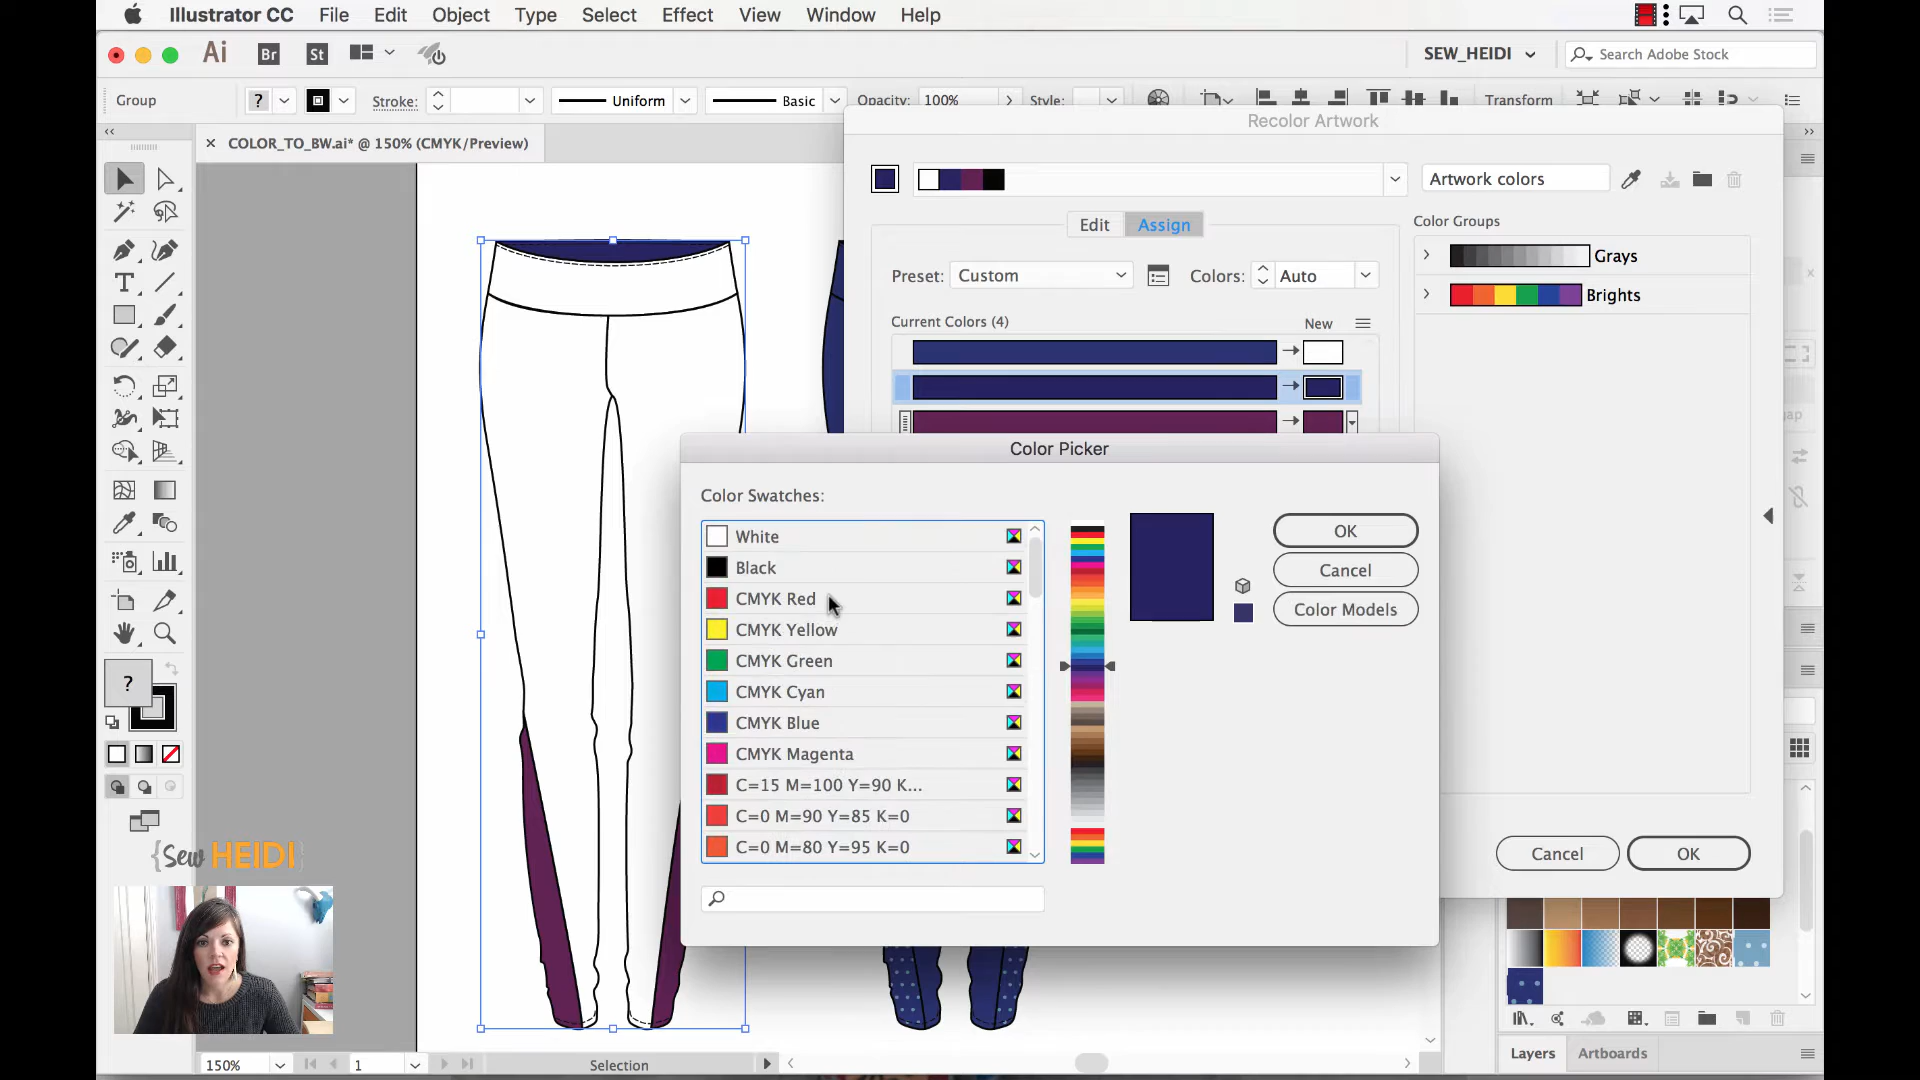 Illustrator CC File Edit Object Type Select Effect View Window Help
Ai Br St SEW_HEIDI Search Adobe Stock
Group ? Stroke: Uniform Basic Opacity: 100% Style: Transform
× COLOR_TO_BW.ai* @ 150% (CMYK/Preview)
Recolor Artwork
Artwork colors
Edit Assign
Color Groups
Preset: Custom Colors: Auto
Grays
Brights
Current Colors (4) New
Color Picker
Color Swatches:
White
Black
CMYK Red
CMYK Yellow
CMYK Green
CMYK Cyan
CMYK Blue
CMYK Magenta
C=15 M=100 Y=90 K...
C=0 M=90 Y=85 K=0
C=0 M=80 Y=95 K=0
OK
Cancel
Color Models
?
{Sew HEIDI}
Cancel OK
150% 1 Selection
Layers Artboards